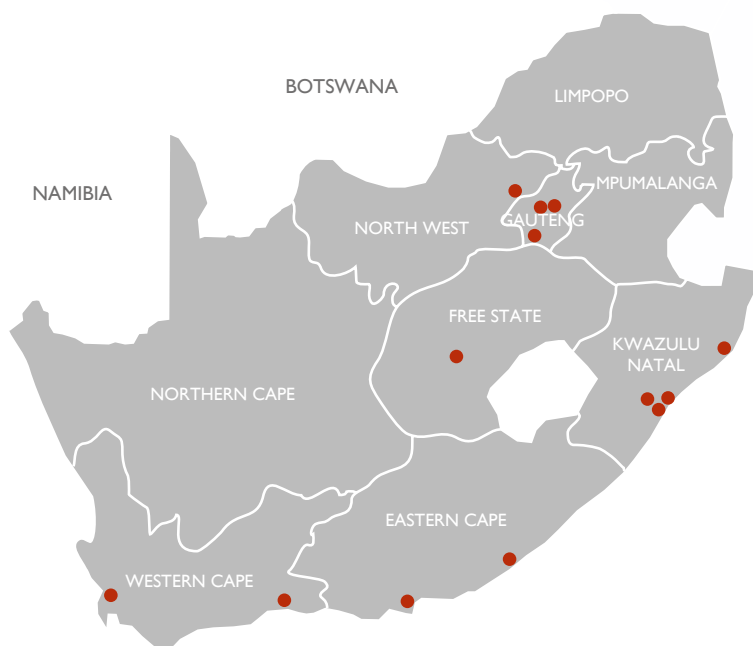 BOTSWANA
LIMPOPO
NAMIBIA
MPUMALANGA
NORTH WEST
GAUTENG
FREE STATE
KWAZULU
NATAL
NORTHERN CAPE
EASTERN CAPE
WESTERN CAPE